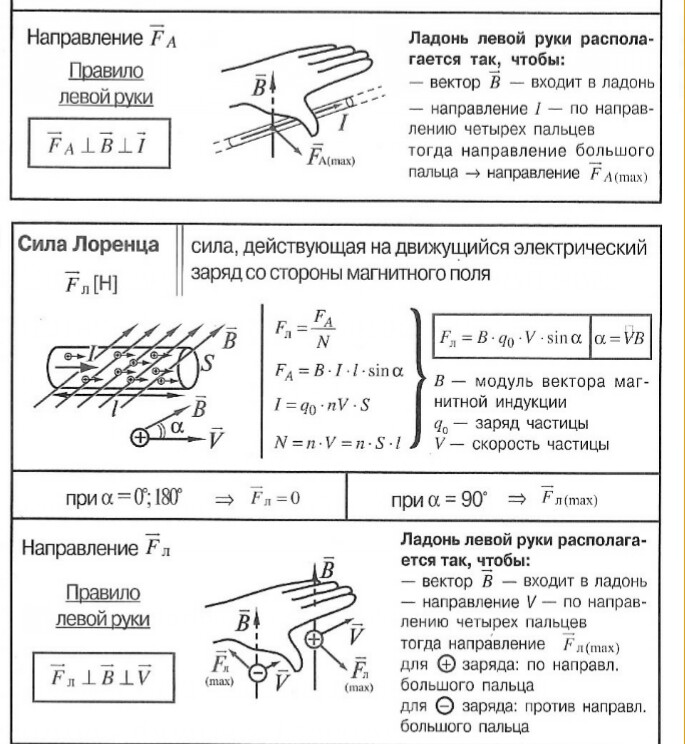 Направление F⃗ А
Правило
левой руки
F⃗ А ⊥ B⃗ ⊥ I⃗
B⃗
I
F⃗ А(max)
Ладонь левой руки распола-
гается так, чтобы:
— вектор B⃗ — входит в ладонь
— направление I — по направ-
лению четырех пальцев
тогда направление большого
пальца → направление F⃗ А(max)
Сила Лоренца
F⃗ л [Н]
сила, действующая на движущийся электрический
заряд со стороны магнитного поля
I
B⃗
S
l
B⃗
α
V⃗
Fл = FА / N
FА = B · I · l · sin α
I = q₀ · nV · S
N = n · V = n · S · l
Fл = B · q₀ · V · sin α
α = V͡B
B — модуль вектора маг-
нитной индукции
q₀ — заряд частицы
V — скорость частицы
при α = 0°; 180° ⇒ F⃗ л = 0
при α = 90° ⇒ F⃗ л(max)
Направление F⃗ л
Правило
левой руки
F⃗ л ⊥ B⃗ ⊥ V⃗
B⃗
B⃗
V⃗
F⃗ л
(max)
V⃗
F⃗ л
(max)
Ладонь левой руки располага-
ется так, чтобы:
— вектор B⃗ — входит в ладонь
— направление V — по направ-
лению четырех пальцев
тогда направление F⃗ л(max)
для ⊕ заряда: по направл.
большого пальца
для ⊖ заряда: против направл.
большого пальца